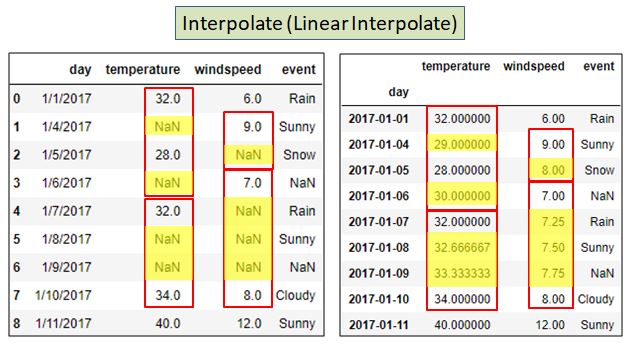 Interpolate (Linear Interpolate)
day temperature windspeed event
0 1/1/2017 32.0 6.0 Rain
1 1/4/2017 NaN 9.0 Sunny
2 1/5/2017 28.0 NaN Snow
3 1/6/2017 NaN 7.0 NaN
4 1/7/2017 32.0 NaN Rain
5 1/8/2017 NaN NaN Sunny
6 1/9/2017 NaN NaN NaN
7 1/10/2017 34.0 8.0 Cloudy
8 1/11/2017 40.0 12.0 Sunny
temperature windspeed event
day
2017-01-01 32.000000 6.00 Rain
2017-01-04 29.000000 9.00 Sunny
2017-01-05 28.000000 8.00 Snow
2017-01-06 30.000000 7.00 NaN
2017-01-07 32.000000 7.25 Rain
2017-01-08 32.666667 7.50 Sunny
2017-01-09 33.333333 7.75 NaN
2017-01-10 34.000000 8.00 Cloudy
2017-01-11 40.000000 12.00 Sunny